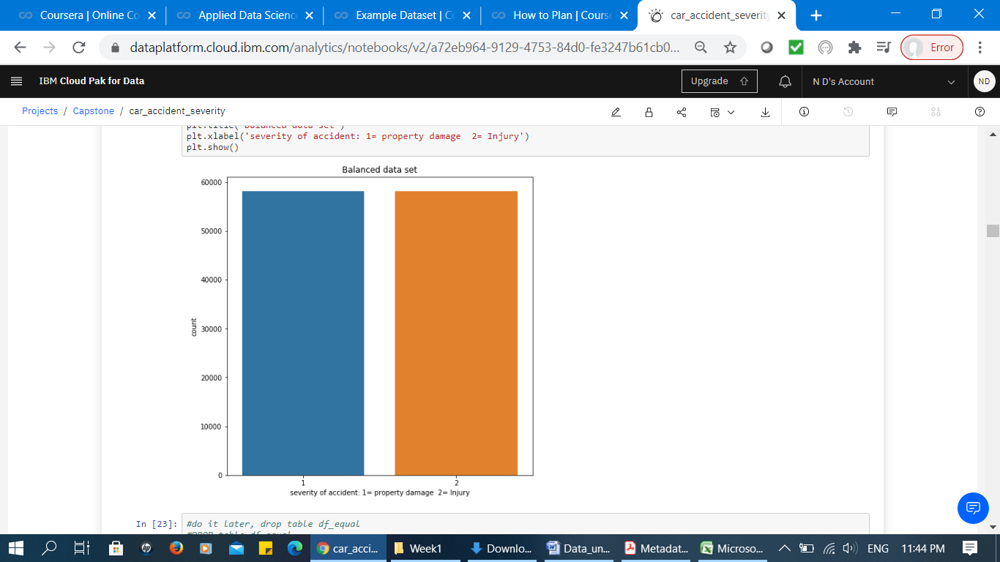 Coursera | Online Co
Applied Data Scienc
Example Dataset | C
How to Plan | Cours
car_accident_severit
dataplatform.cloud.ibm.com/analytics/notebooks/v2/a72eb964-9129-4753-84d0-fe3247b61cb0...
Error
IBM Cloud Pak for Data
Upgrade
N D's Account
ND
Projects / Capstone / car_accident_severity
plt.title('Balanced data set')
plt.xlabel('severity of accident: 1= property damage  2= Injury')
plt.show()
Balanced data set
60000
50000
40000
30000
20000
10000
0
count
1
2
severity of accident: 1= property damage  2= Injury
In [23]:
#do it later, drop table df_equal
#DROP table df_equal
car_acci...
Week1
Downlo...
Data_un...
Metadat...
Microso...
ENG
11:44 PM